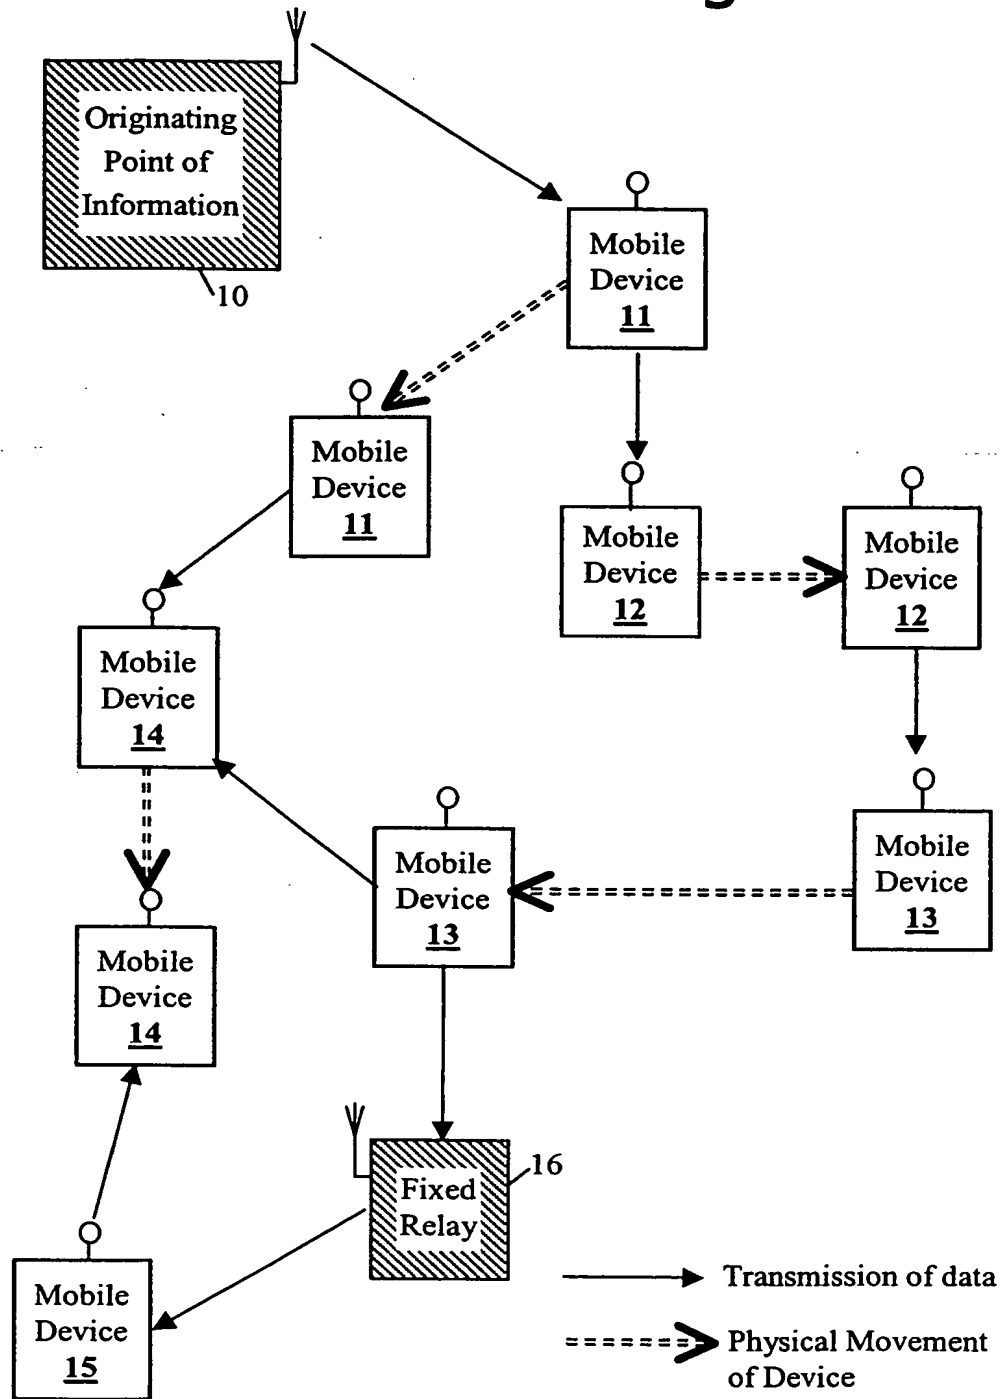 Originating
Point of
Information
10
Mobile
Device
11
Mobile
Device
11
Mobile
Device
12
Mobile
Device
12
Mobile
Device
14
Mobile
Device
13
Mobile
Device
13
Mobile
Device
14
Fixed
Relay
16
Mobile
Device
15
Transmission of data
Physical Movement
of Device